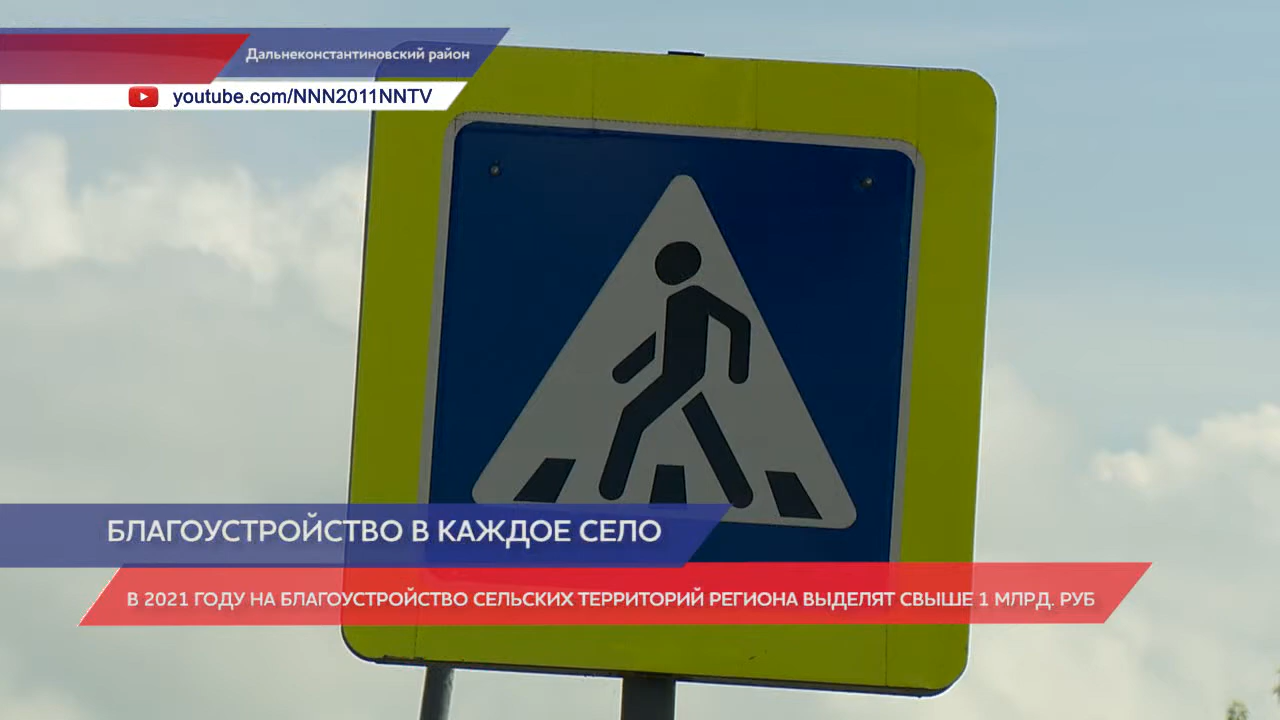 Дальнеконстантиновский район
youtube.com/NNN2011NNTV
БЛАГОУСТРОЙСТВО В КАЖДОЕ СЕЛО
В 2021 ГОДУ НА БЛАГОУСТРОЙСТВО СЕЛЬСКИХ ТЕРРИТОРИЙ РЕГИОНА ВЫДЕЛЯТ СВЫШЕ 1 МЛРД. РУБ